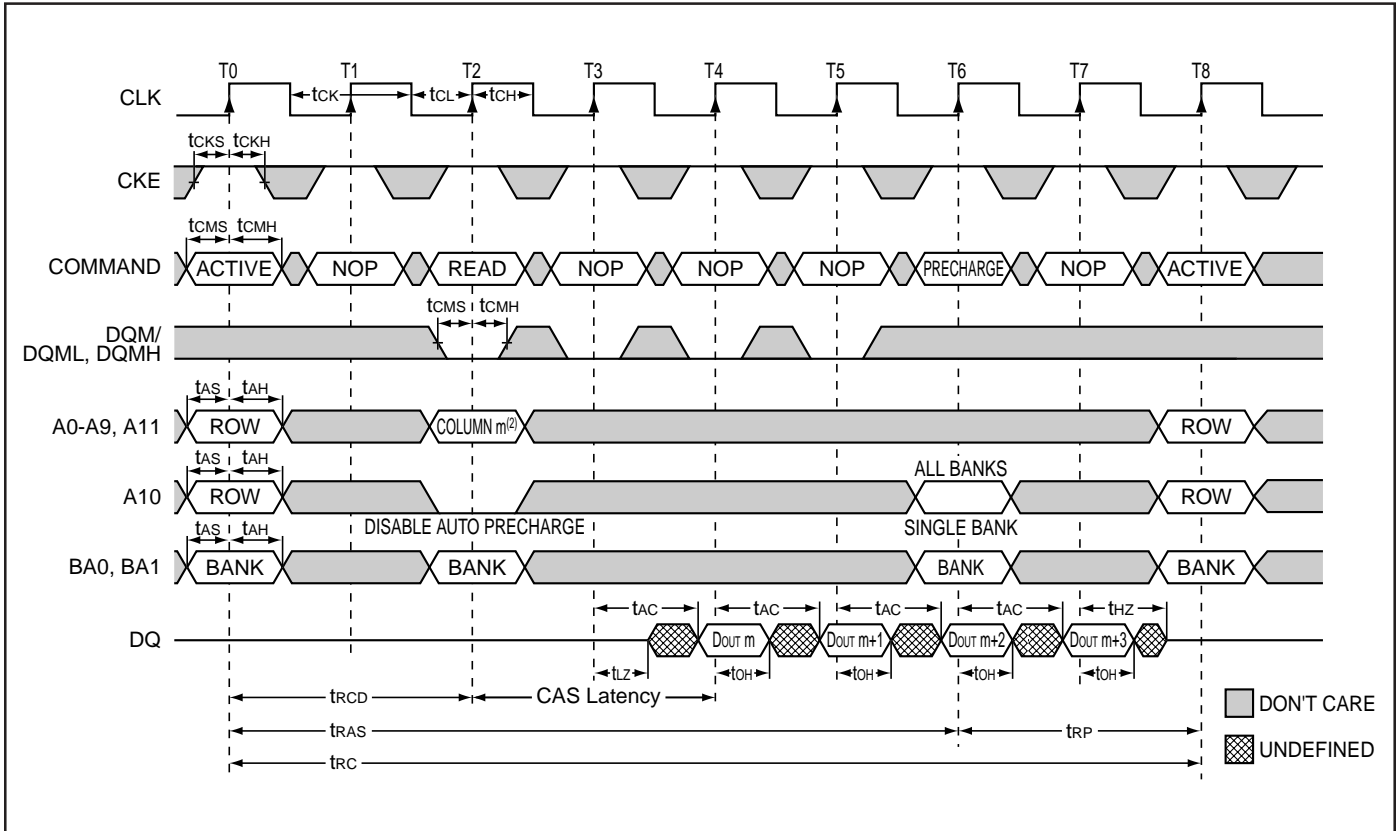 T0 T1 T2 T3 T4 T5 T6 T7 T8
CLK
tCK tCL tCH
tCKS tCKH
CKE
tCMS tCMH
COMMAND ACTIVE NOP READ NOP NOP NOP PRECHARGE NOP ACTIVE
tCMS tCMH
DQM/
DQML, DQMH
tAS tAH
A0-A9, A11 ROW COLUMN m(2) ROW
tAS tAH
ALL BANKS
A10 ROW ROW
DISABLE AUTO PRECHARGE SINGLE BANK
tAS tAH
BA0, BA1 BANK BANK BANK BANK
tAC tAC tAC tAC tHZ
DQ DOUT m DOUT m+1 DOUT m+2 DOUT m+3
tLZ tOH tOH tOH tOH
tRCD CAS Latency
DON'T CARE
tRAS tRP
UNDEFINED
tRC